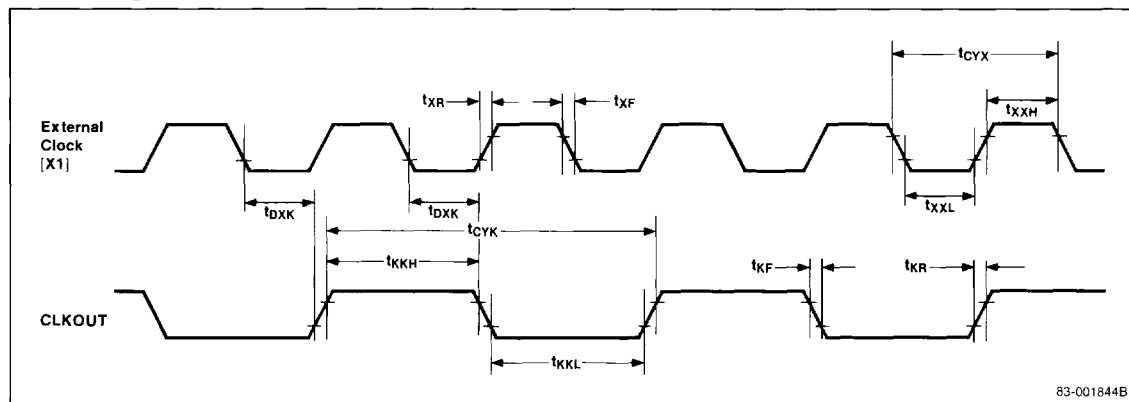 tCYX
tXR
tXF
tXXH
External
Clock
[X1]
tDXK
tDXK
tXXL
tCYK
tKKH
tKF
tKR
CLKOUT
tKKL
83-001844B